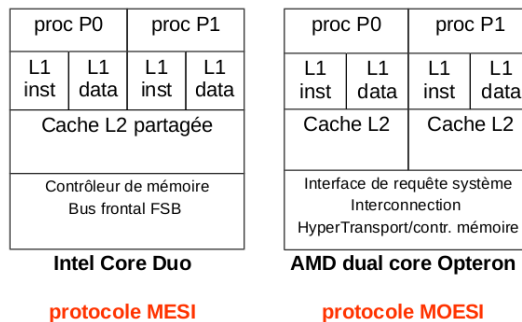 proc P0 proc P1
L1 inst L1 data L1 inst L1 data
Cache L2 partagée
Contrôleur de mémoire
Bus frontal FSB
Intel Core Duo
protocole MESI
proc P0 proc P1
L1 inst L1 data L1 inst L1 data
Cache L2 Cache L2
Interface de requête système
Interconnection
HyperTransport/contr. mémoire
AMD dual core Opteron
protocole MOESI